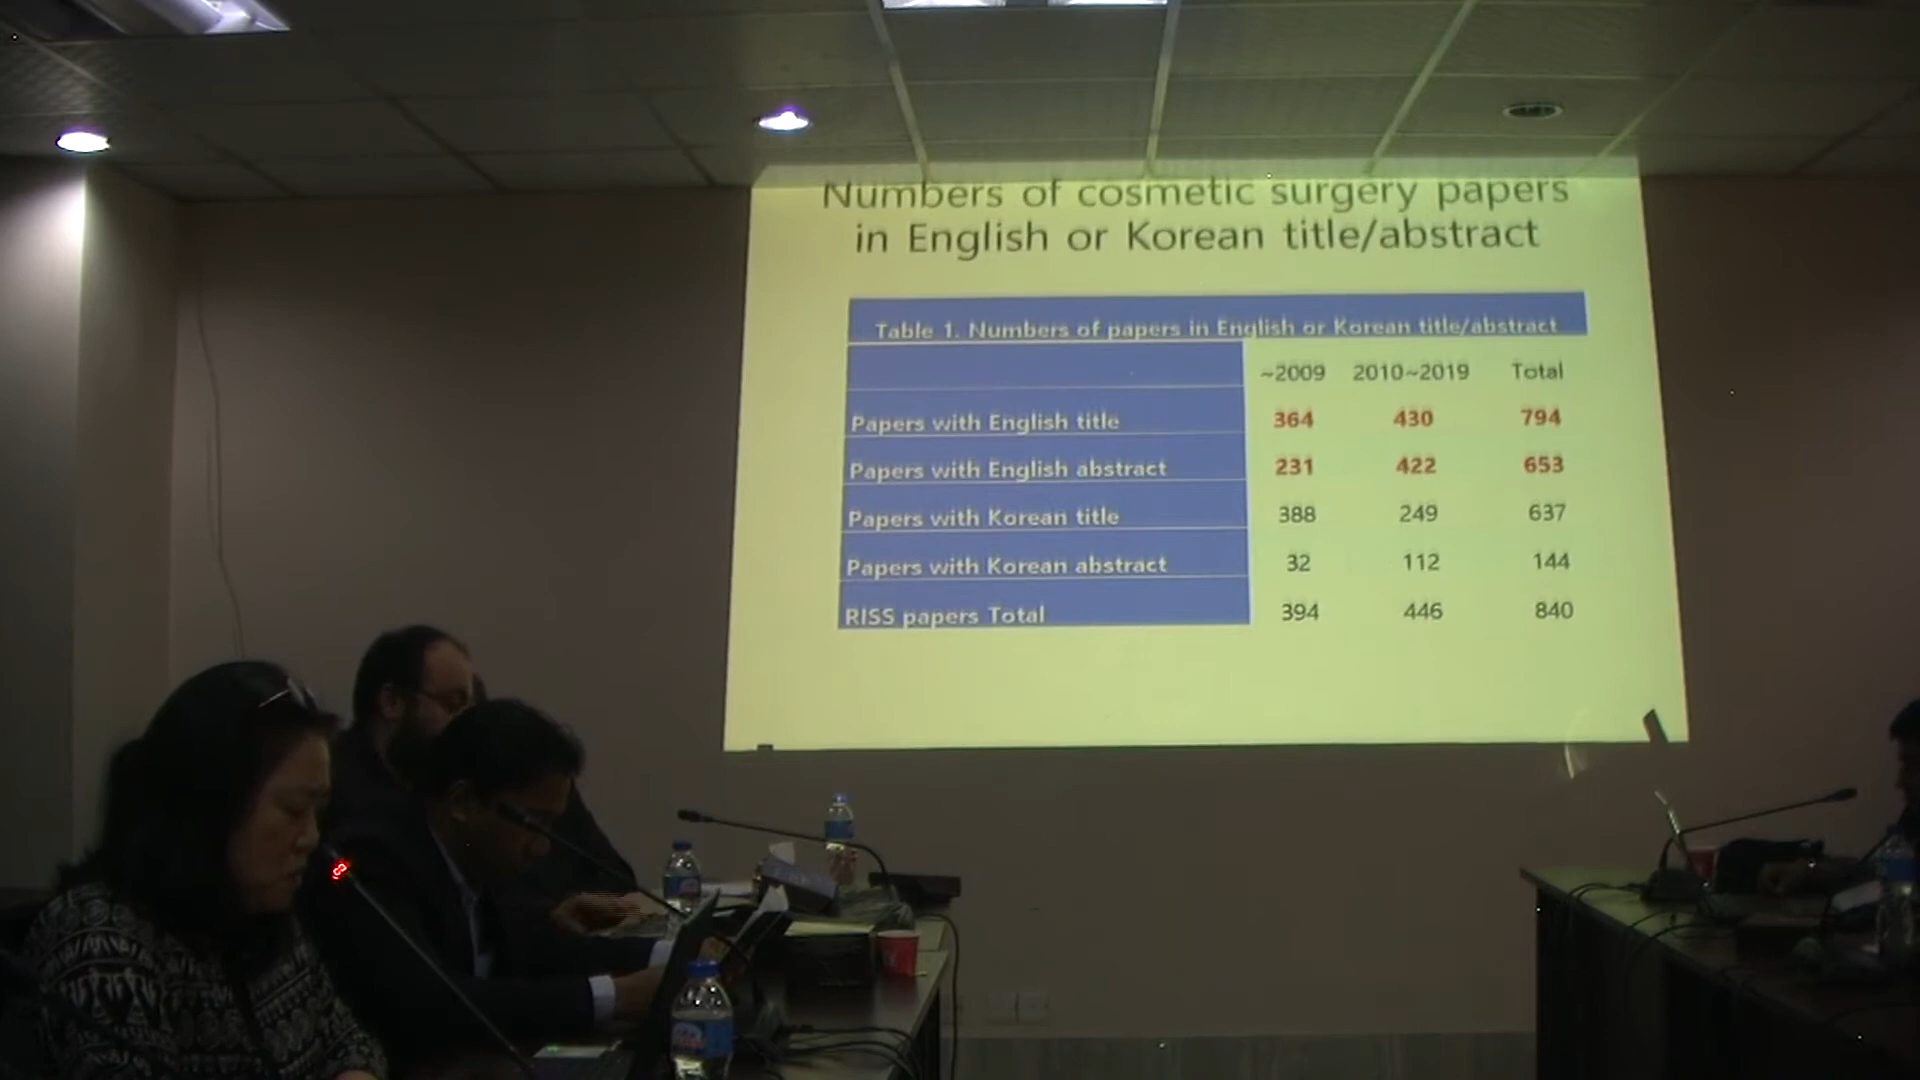 Numbers of cosmetic surgery papers
in English or Korean title/abstract
Table 1. Numbers of papers in English or Korean title/abstract
~2009 2010~2019 Total
Papers with English title 364 430 794
Papers with English abstract 231 422 653
Papers with Korean title 388 249 637
Papers with Korean abstract 32 112 144
RISS papers Total 394 446 840